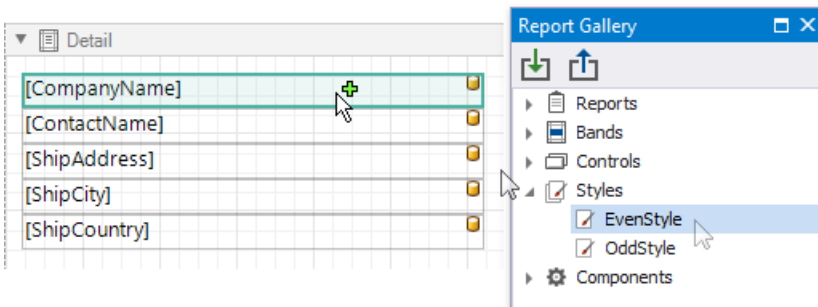 Detail
[CompanyName]
[ContactName]
[ShipAddress]
[ShipCity]
[ShipCountry]
Report Gallery
Reports
Bands
Controls
Styles
EvenStyle
OddStyle
Components